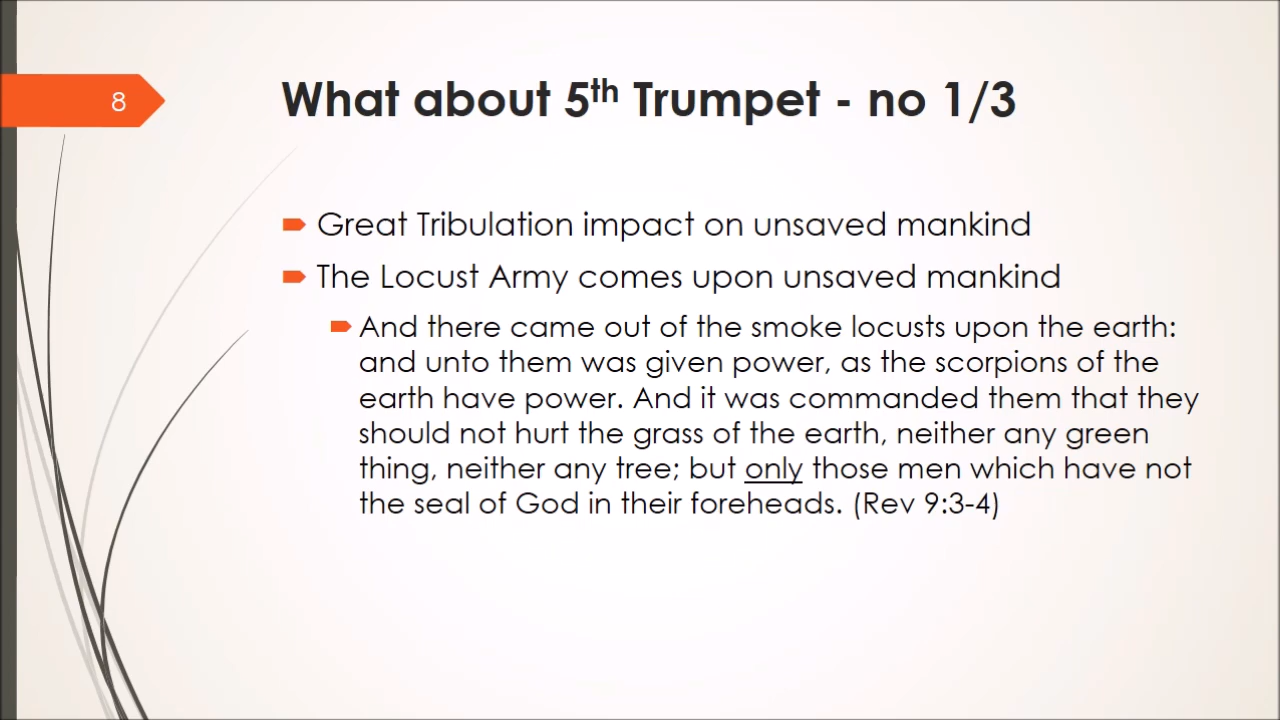 8
What about 5th Trumpet - no 1/3
Great Tribulation impact on unsaved mankind
The Locust Army comes upon unsaved mankind
And there came out of the smoke locusts upon the earth:
and unto them was given power, as the scorpions of the
earth have power. And it was commanded them that they
should not hurt the grass of the earth, neither any green
thing, neither any tree; but only those men which have not
the seal of God in their foreheads. (Rev 9:3-4)